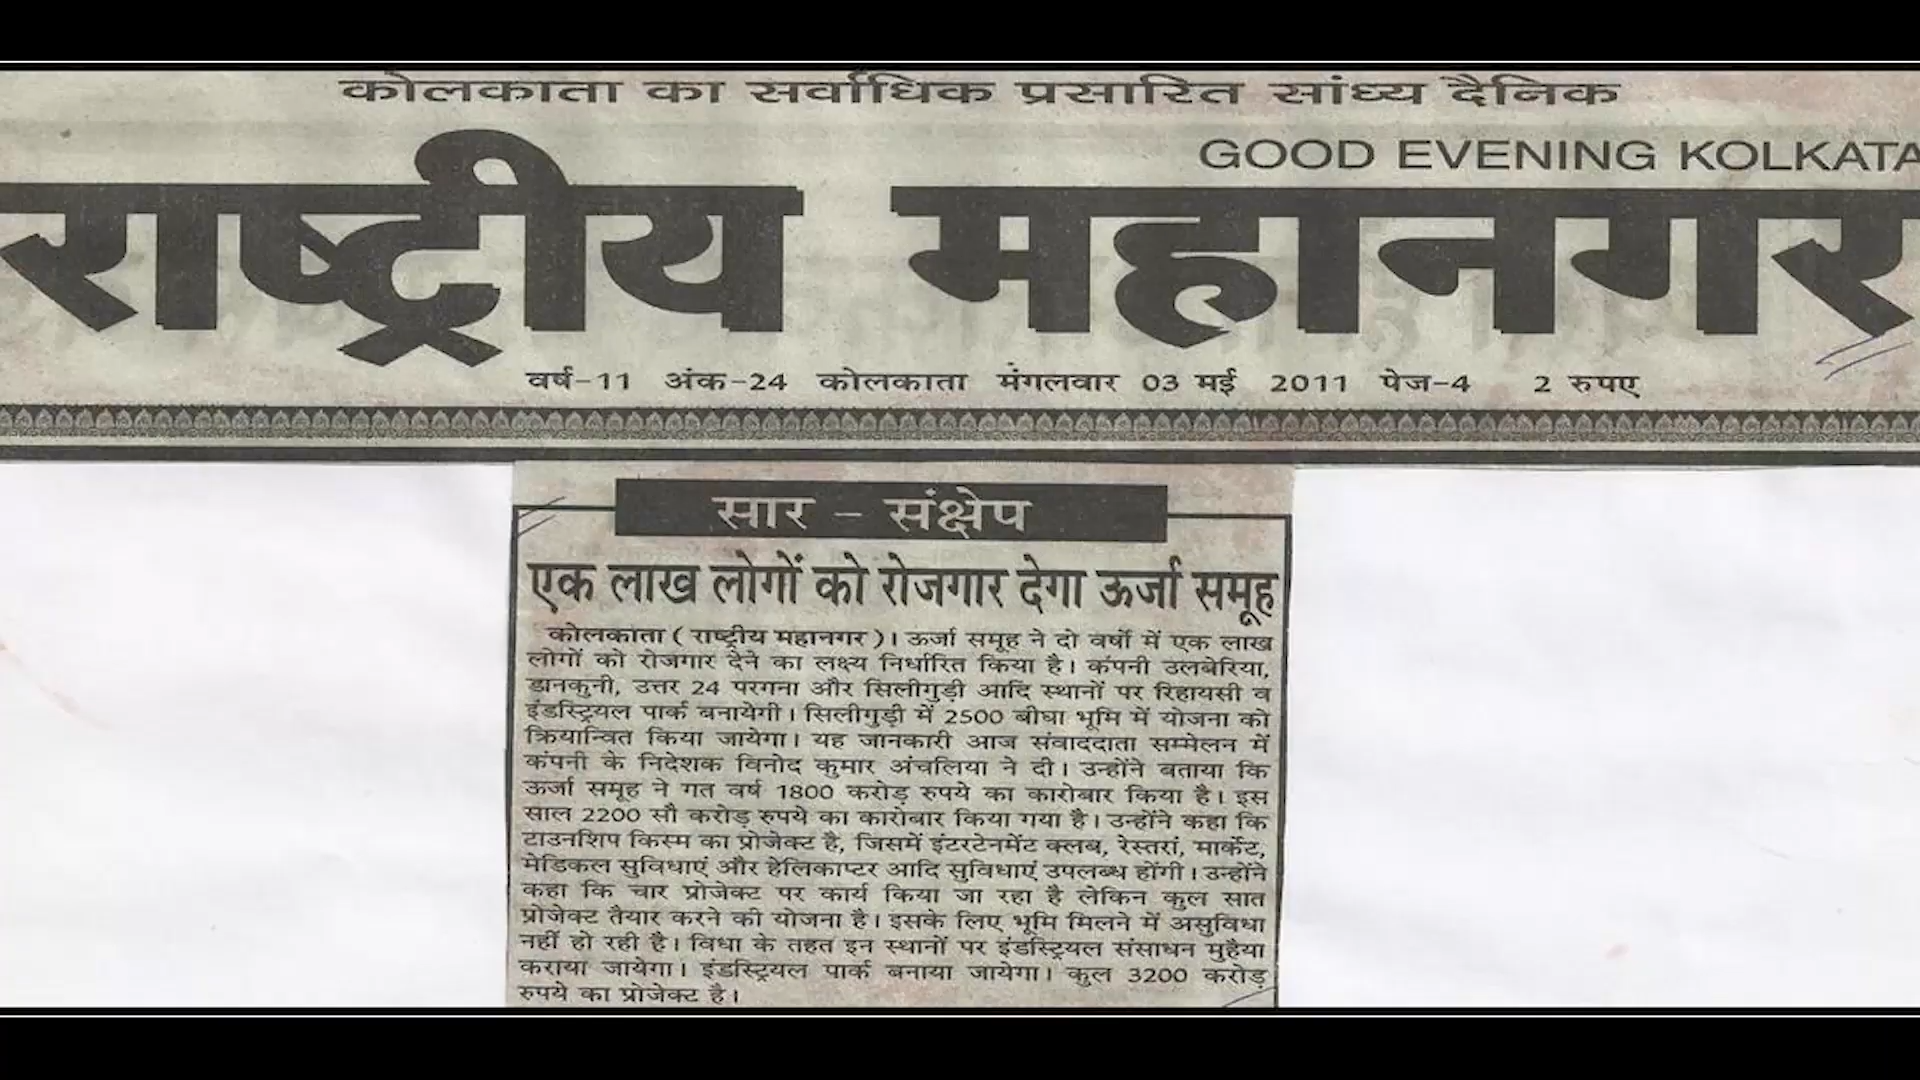 कोलकाता का सर्वाधिक प्रसारित सांध्य दैनिक
GOOD EVENING KOLKATA
राष्ट्रीय महानगर
वर्ष-11 अंक-24 कोलकाता मंगलवार 03 मई 2011 पेज-4 2 रुपए
सार - संक्षेप
एक लाख लोगों को रोजगार देगा ऊर्जा समूह
कोलकाता ( राष्ट्रीय महानगर )। ऊर्जा समूह ने दो वर्षों में एक लाख
लोगों को रोजगार देने का लक्ष्य निर्धारित किया है। कंपनी उलबेरिया,
डानकुनी, उत्तर 24 परगना और सिलीगुड़ी आदि स्थानों पर रिहायसी व
इंडस्ट्रियल पार्क बनायेगी। सिलीगुड़ी में 2500 बीघा भूमि में योजना को
क्रियान्वित किया जायेगा। यह जानकारी आज संवाददाता सम्मेलन में
कंपनी के निदेशक विनोद कुमार अंचलिया ने दी। उन्होंने बताया कि
ऊर्जा समूह ने गत वर्ष 1800 करोड़ रुपये का कारोबार किया है। इस
साल 2200 सौ करोड़ रुपये का कारोबार किया गया है। उन्होंने कहा कि
टाउनशिप किस्म का प्रोजेक्ट है, जिसमें इंटरटेनमेंट क्लब, रेस्तरां, मार्केट,
मेडिकल सुविधाएं और हेलिकाप्टर आदि सुविधाएं उपलब्ध होंगी। उन्होंने
कहा कि चार प्रोजेक्ट पर कार्य किया जा रहा है लेकिन कुल सात
प्रोजेक्ट तैयार करने की योजना है। इसके लिए भूमि मिलने में असुविधा
नहीं हो रही है। विधा के तहत इन स्थानों पर इंडस्ट्रियल संसाधन मुहैया
कराया जायेगा। इंडस्ट्रियल पार्क बनाया जायेगा। कुल 3200 करोड़
रुपये का प्रोजेक्ट है।